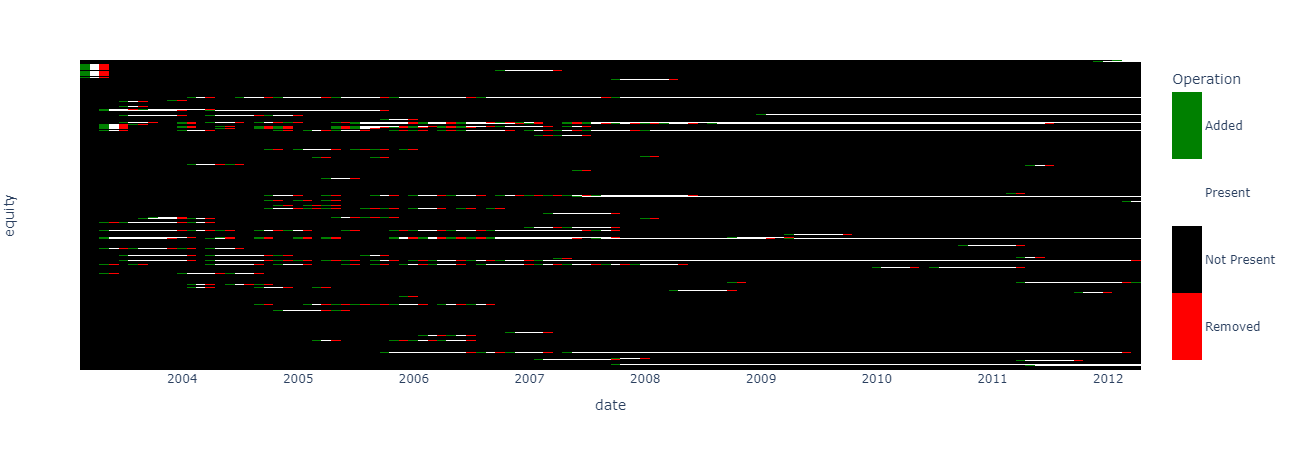 Operation
Added
Present
Not Present
Removed
equity
2004 2005 2006 2007 2008 2009 2010 2011 2012
date